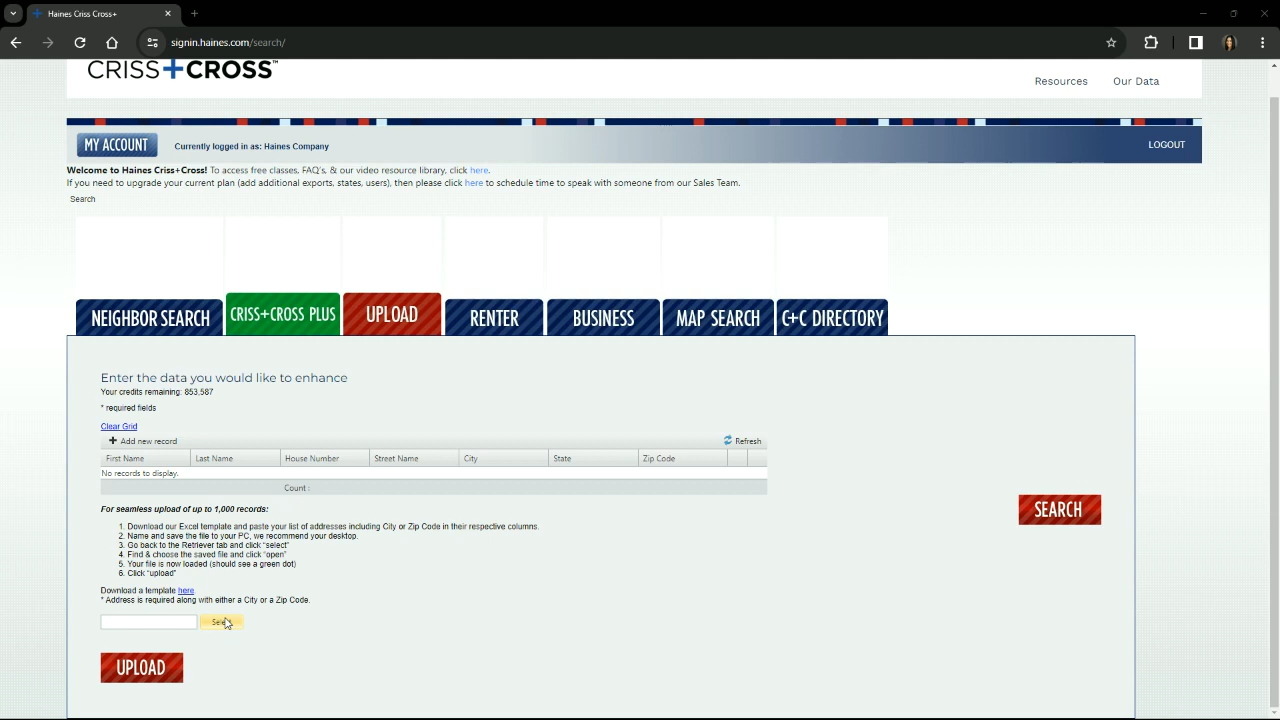 Haines Criss Cross+
signin.haines.com/search/
CRISS+CROSS™
Resources Our Data
MY ACCOUNT Currently logged in as: Haines Company LOGOUT
Welcome to Haines Criss+Cross! To access free classes, FAQ's, & our video resource library, click here.
If you need to upgrade your current plan (add additional exports, states, users), then please click here to schedule time to speak with someone from our Sales Team.
Search
NEIGHBOR SEARCH CRISS+CROSS PLUS UPLOAD RENTER BUSINESS MAP SEARCH C+C DIRECTORY
Enter the data you would like to enhance
Your credits remaining: 853,587
* required fields
Clear Grid
Add new record Refresh
First Name Last Name House Number Street Name City State Zip Code
No records to display.
Count :
For seamless upload of up to 1,000 records:
SEARCH
1. Download our Excel template and paste your list of addresses including City or Zip Code in their respective columns.
2. Name and save the file to your PC, we recommend your desktop.
3. Go back to the Retriever tab and click "select"
4. Find & choose the saved file and click "open"
5. Your file is now loaded (should see a green dot)
6. Click "upload"
Download a template here
* Address is required along with either a City or a Zip Code.
Select
UPLOAD